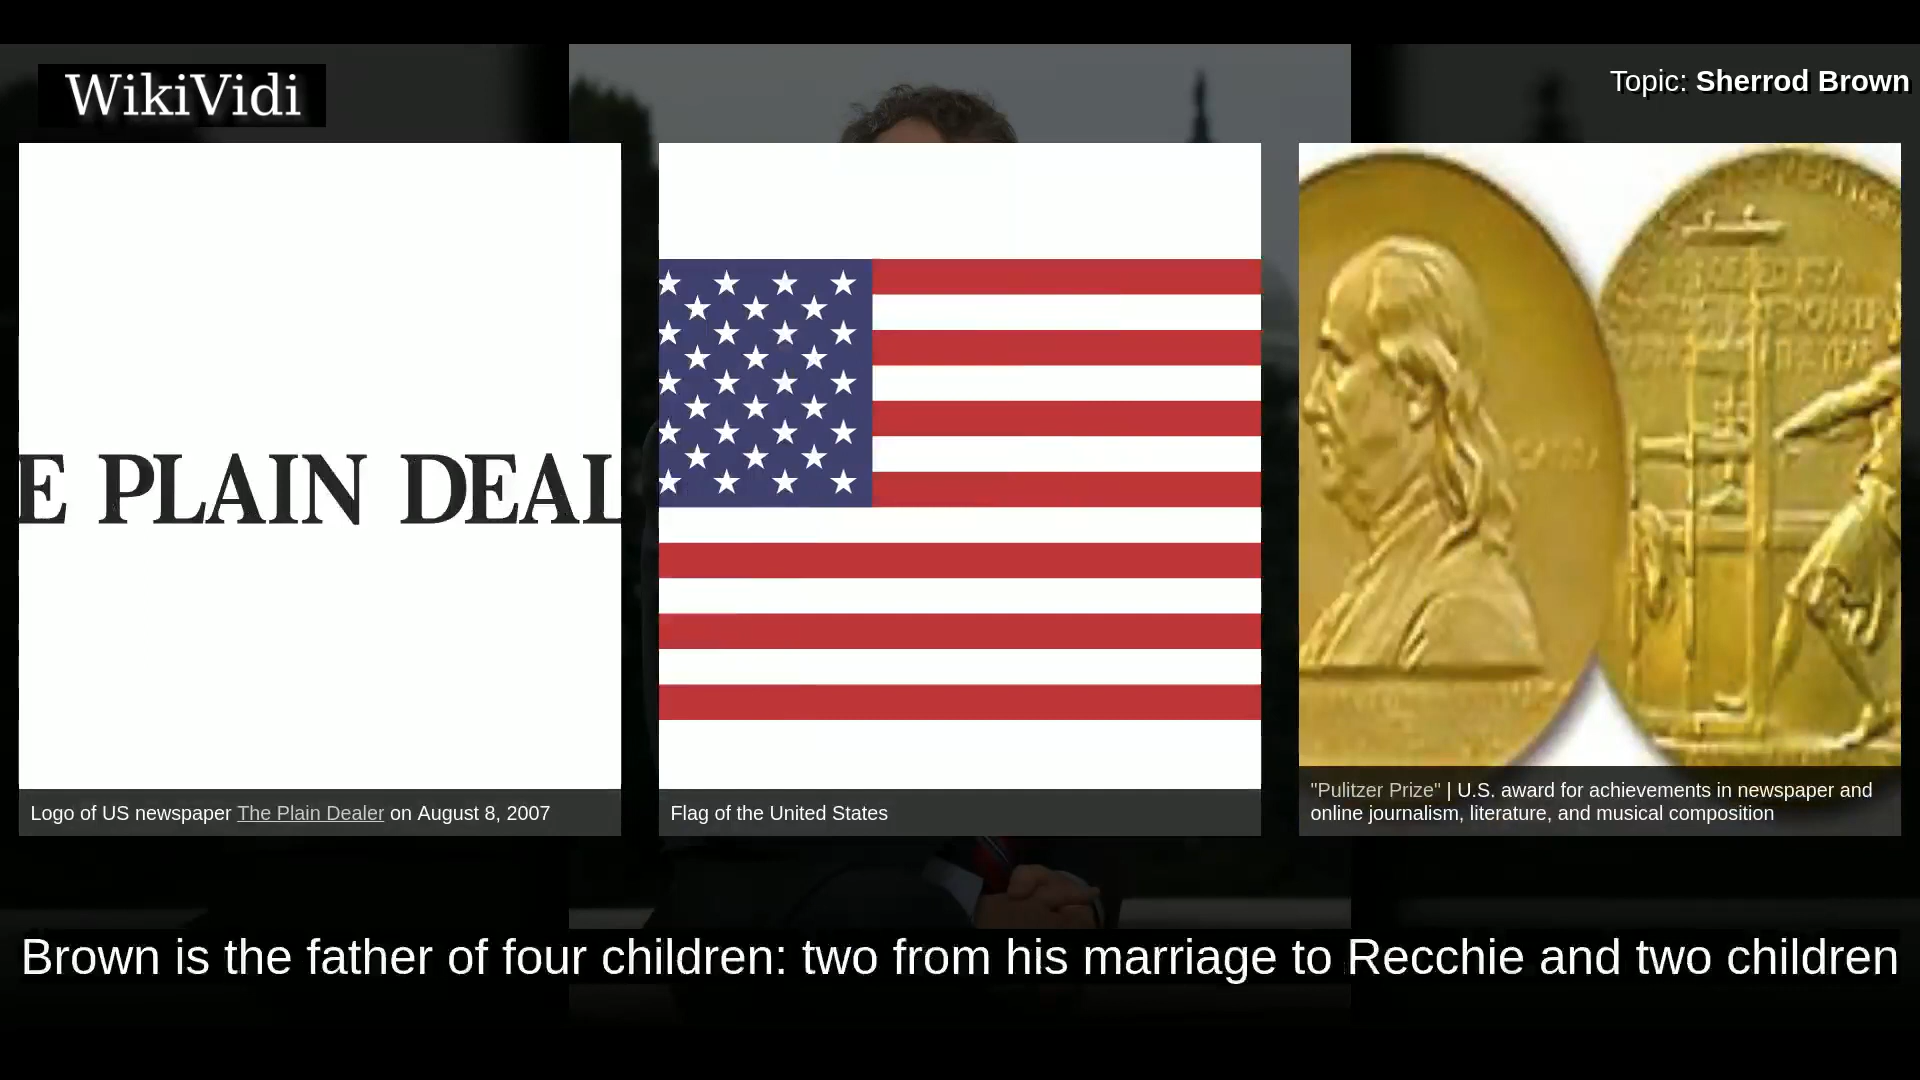 WikiVidi
Topic: Sherrod Brown
E PLAIN DEAL
Logo of US newspaper The Plain Dealer on August 8, 2007
Flag of the United States
"Pulitzer Prize" | U.S. award for achievements in newspaper and
online journalism, literature, and musical composition
Brown is the father of four children: two from his marriage to Recchie and two children